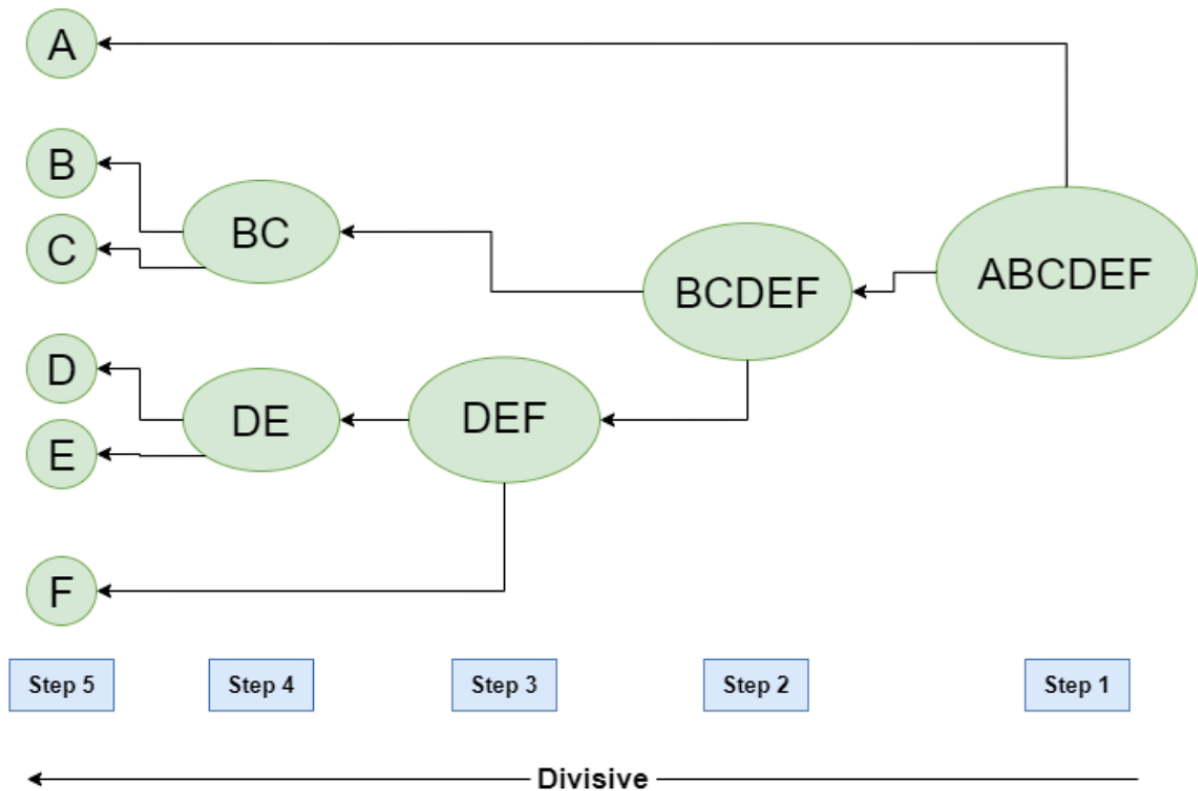 A
B
C
BC
BCDEF
ABCDEF
D
E
DE
DEF
F
Step 5
Step 4
Step 3
Step 2
Step 1
Divisive